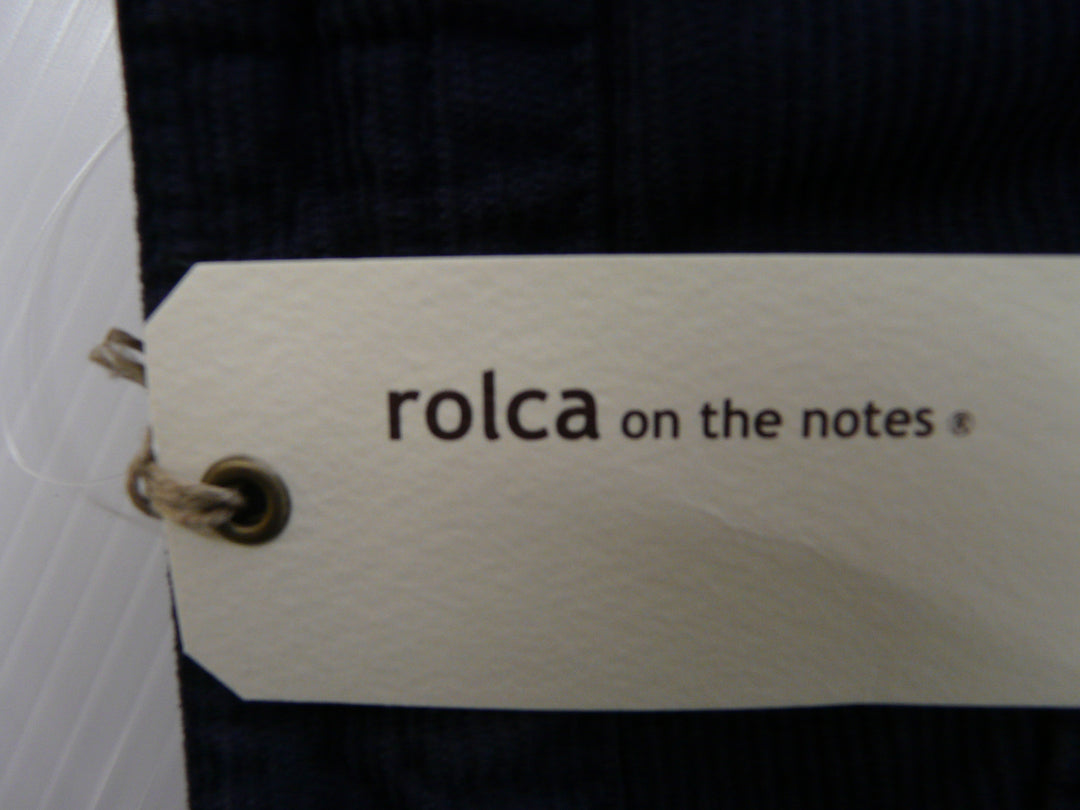 rolca on the notes ®